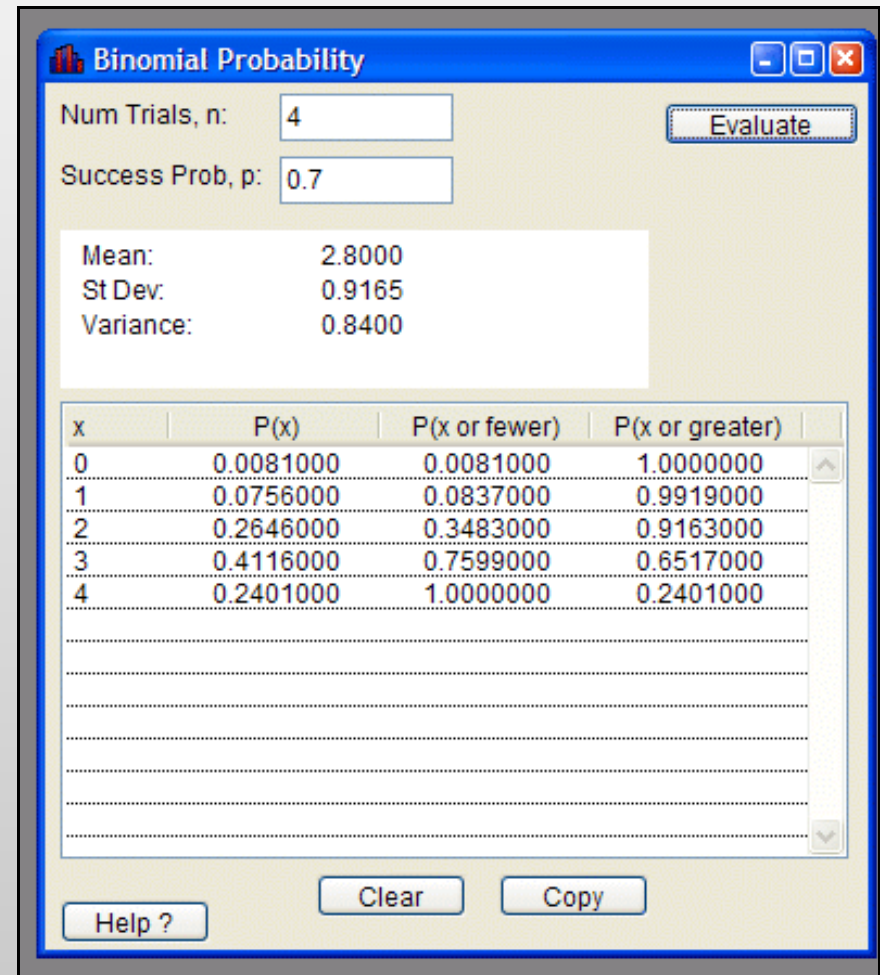 Binomial Probability
Num Trials, n: 4
Evaluate
Success Prob, p: 0.7
Mean: 2.8000
St Dev: 0.9165
Variance: 0.8400
x P(x) P(x or fewer) P(x or greater)
0 0.0081000 0.0081000 1.0000000
1 0.0756000 0.0837000 0.9919000
2 0.2646000 0.3483000 0.9163000
3 0.4116000 0.7599000 0.6517000
4 0.2401000 1.0000000 0.2401000
Clear Copy
Help ?